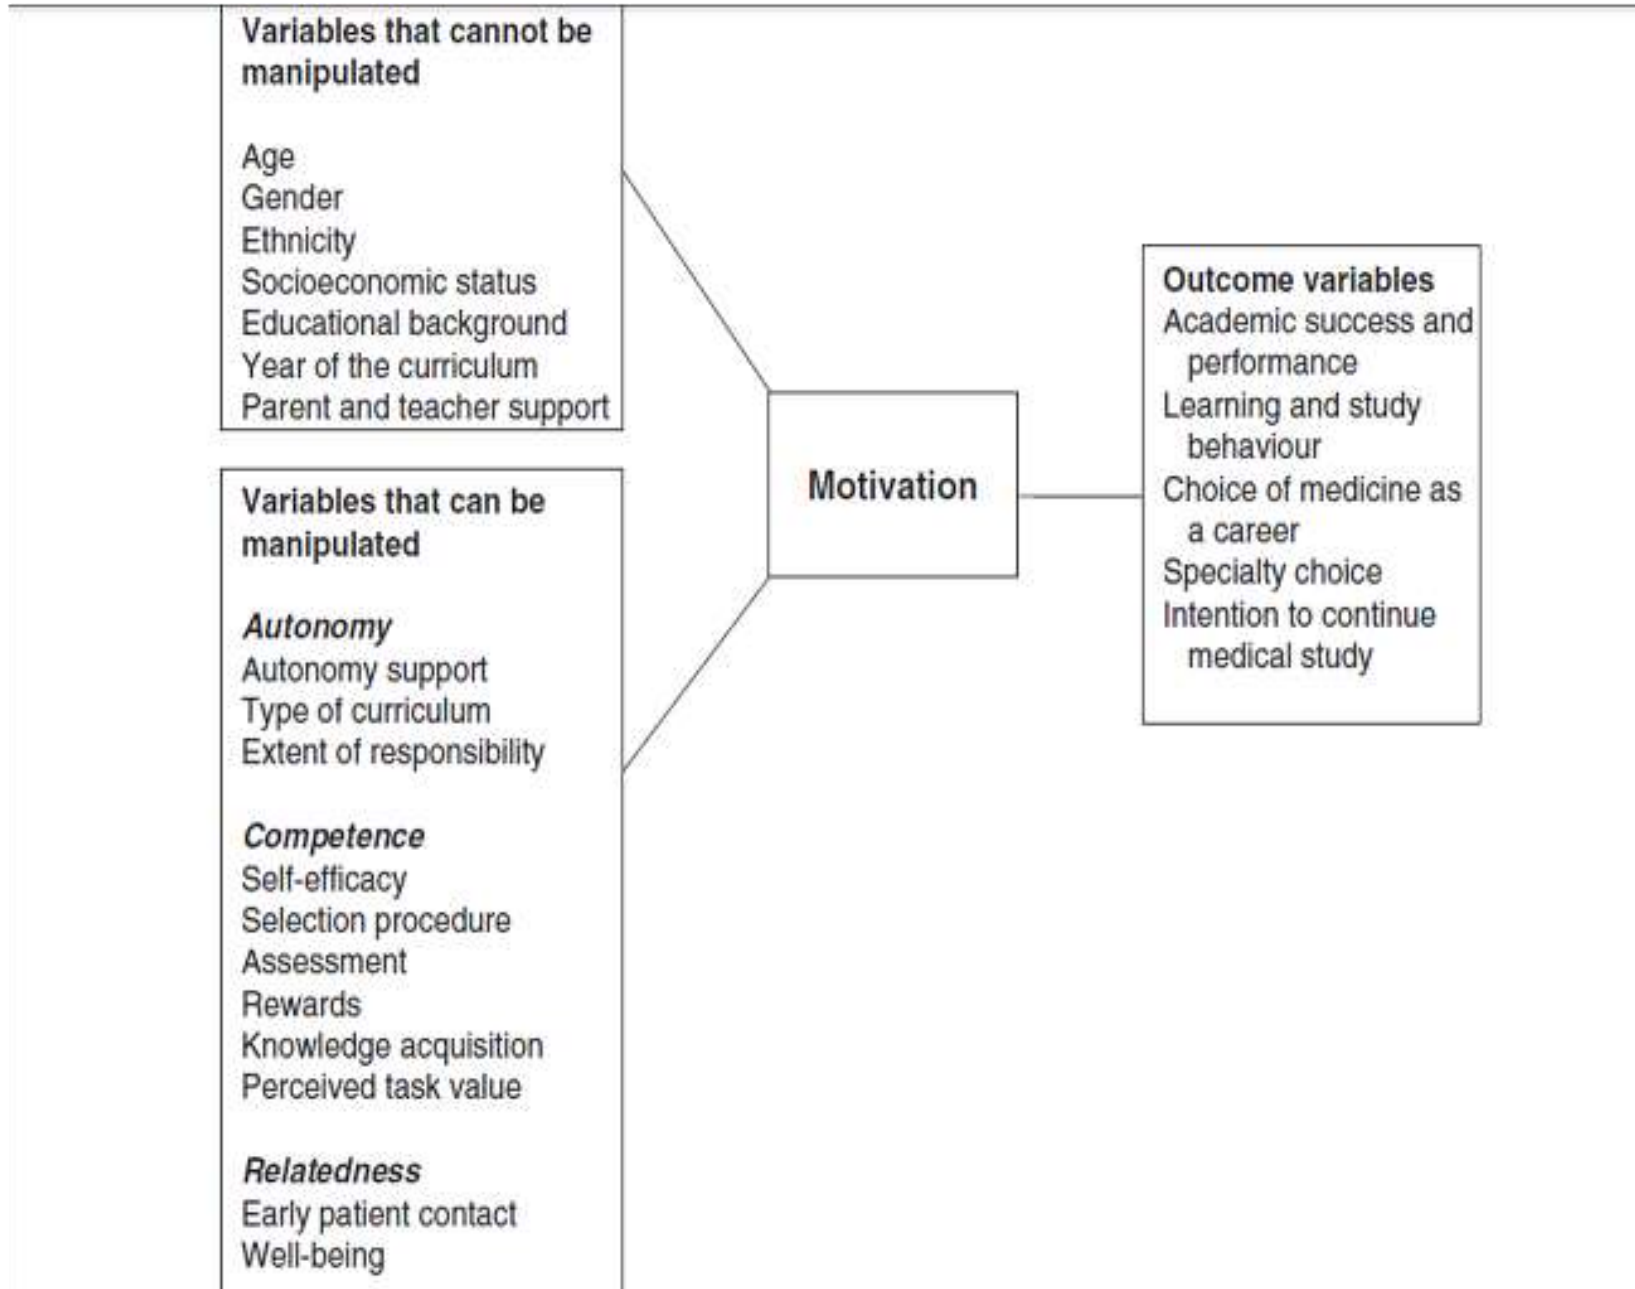 Variables that cannot be
manipulated
Age
Gender
Ethnicity
Socioeconomic status
Educational background
Year of the curriculum
Parent and teacher support
Variables that can be
manipulated
Autonomy
Autonomy support
Type of curriculum
Extent of responsibility
Competence
Self-efficacy
Selection procedure
Assessment
Rewards
Knowledge acquisition
Perceived task value
Relatedness
Early patient contact
Well-being
Motivation
Outcome variables
Academic success and
performance
Learning and study
behaviour
Choice of medicine as
a career
Specialty choice
Intention to continue
medical study